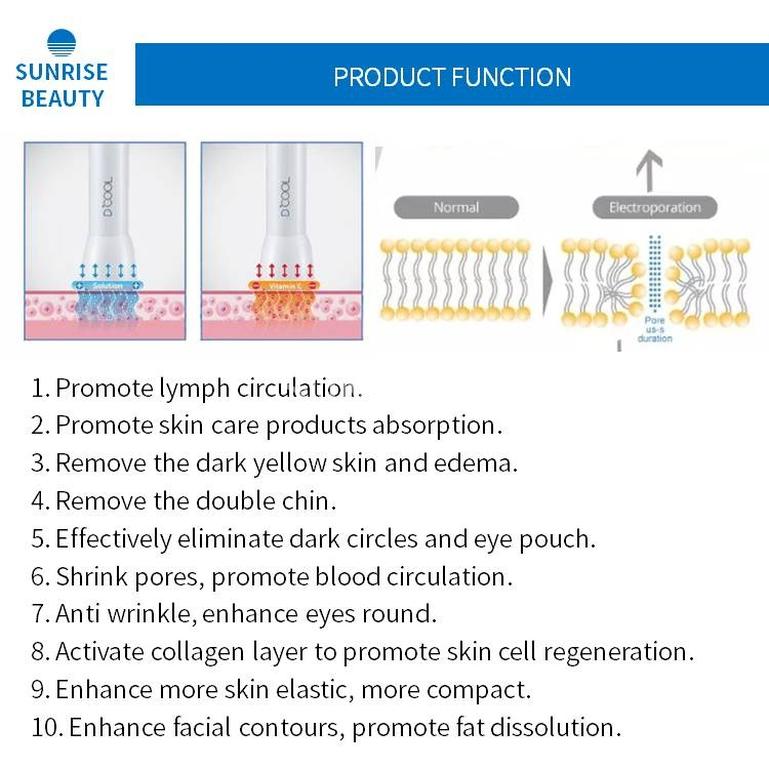 SUNRISE
BEAUTY
PRODUCT FUNCTION
D'COOL
Solution
D'COOL
Vitamin C
Normal
Electroporation
Pore
us-s
duration
1. Promote lymph circulation.
2. Promote skin care products absorption.
3. Remove the dark yellow skin and edema.
4. Remove the double chin.
5. Effectively eliminate dark circles and eye pouch.
6. Shrink pores, promote blood circulation.
7. Anti wrinkle, enhance eyes round.
8. Activate collagen layer to promote skin cell regeneration.
9. Enhance more skin elastic, more compact.
10. Enhance facial contours, promote fat dissolution.